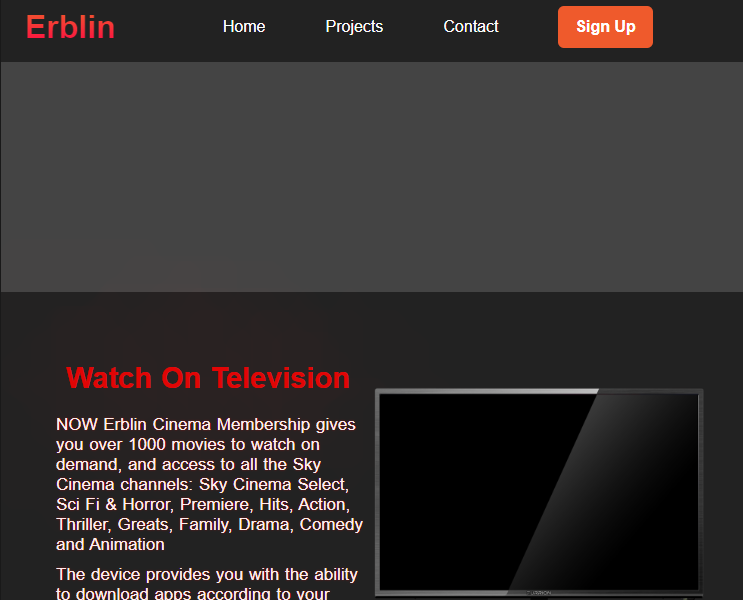 Erblin
Home
Projects
Contact
Sign Up
Watch On Television
NOW Erblin Cinema Membership gives
you over 1000 movies to watch on
demand, and access to all the Sky
Cinema channels: Sky Cinema Select,
Sci Fi & Horror, Premiere, Hits, Action,
Thriller, Greats, Family, Drama, Comedy
and Animation
The device provides you with the ability
to download apps according to your